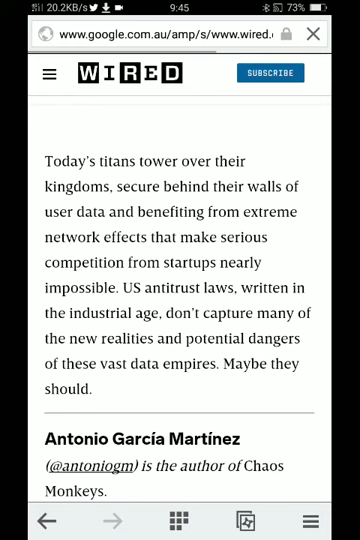 20.2KB/s 9:45 73%
www.google.com.au/amp/s/www.wired.
WIRED SUBSCRIBE
Today's titans tower over their
kingdoms, secure behind their walls of
user data and benefiting from extreme
network effects that make serious
competition from startups nearly
impossible. US antitrust laws, written in
the industrial age, don't capture many of
the new realities and potential dangers
of these vast data empires. Maybe they
should.
Antonio García Martínez
(@antoniogm) is the author of Chaos
Monkeys.